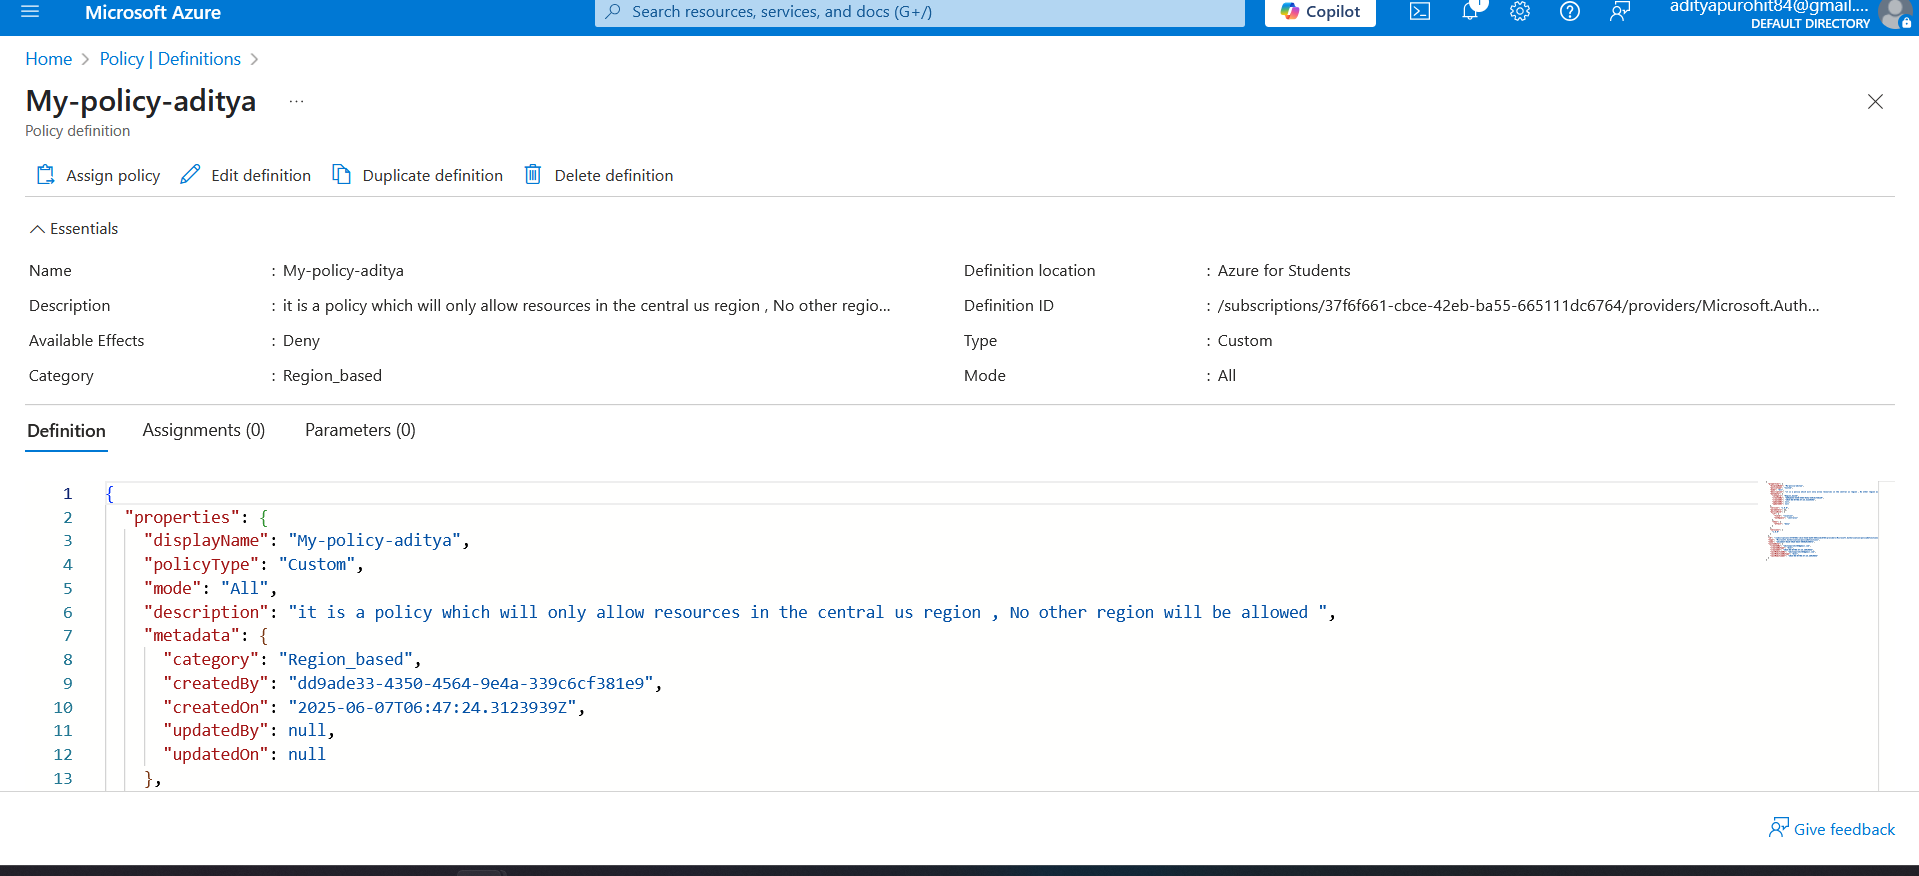 Microsoft Azure
Search resources, services, and docs (G+/)
Copilot
1
adityapurohit84@gmail....
DEFAULT DIRECTORY
Home > Policy | Definitions >
My-policy-aditya ...
Policy definition
Assign policy
Edit definition
Duplicate definition
Delete definition
Essentials
Name : My-policy-aditya
Definition location : Azure for Students
Description : it is a policy which will only allow resources in the central us region , No other regio...
Definition ID : /subscriptions/37f6f661-cbce-42eb-ba55-665111dc6764/providers/Microsoft.Auth...
Available Effects : Deny
Type : Custom
Category : Region_based
Mode : All
Definition
Assignments (0)
Parameters (0)
1 {
2 "properties": {
3 "displayName": "My-policy-aditya",
4 "policyType": "Custom",
5 "mode": "All",
6 "description": "it is a policy which will only allow resources in the central us region , No other region will be allowed ",
7 "metadata": {
8 "category": "Region_based",
9 "createdBy": "dd9ade33-4350-4564-9e4a-339c6cf381e9",
10 "createdOn": "2025-06-07T06:47:24.3123939Z",
11 "updatedBy": null,
12 "updatedOn": null
13 },
Give feedback